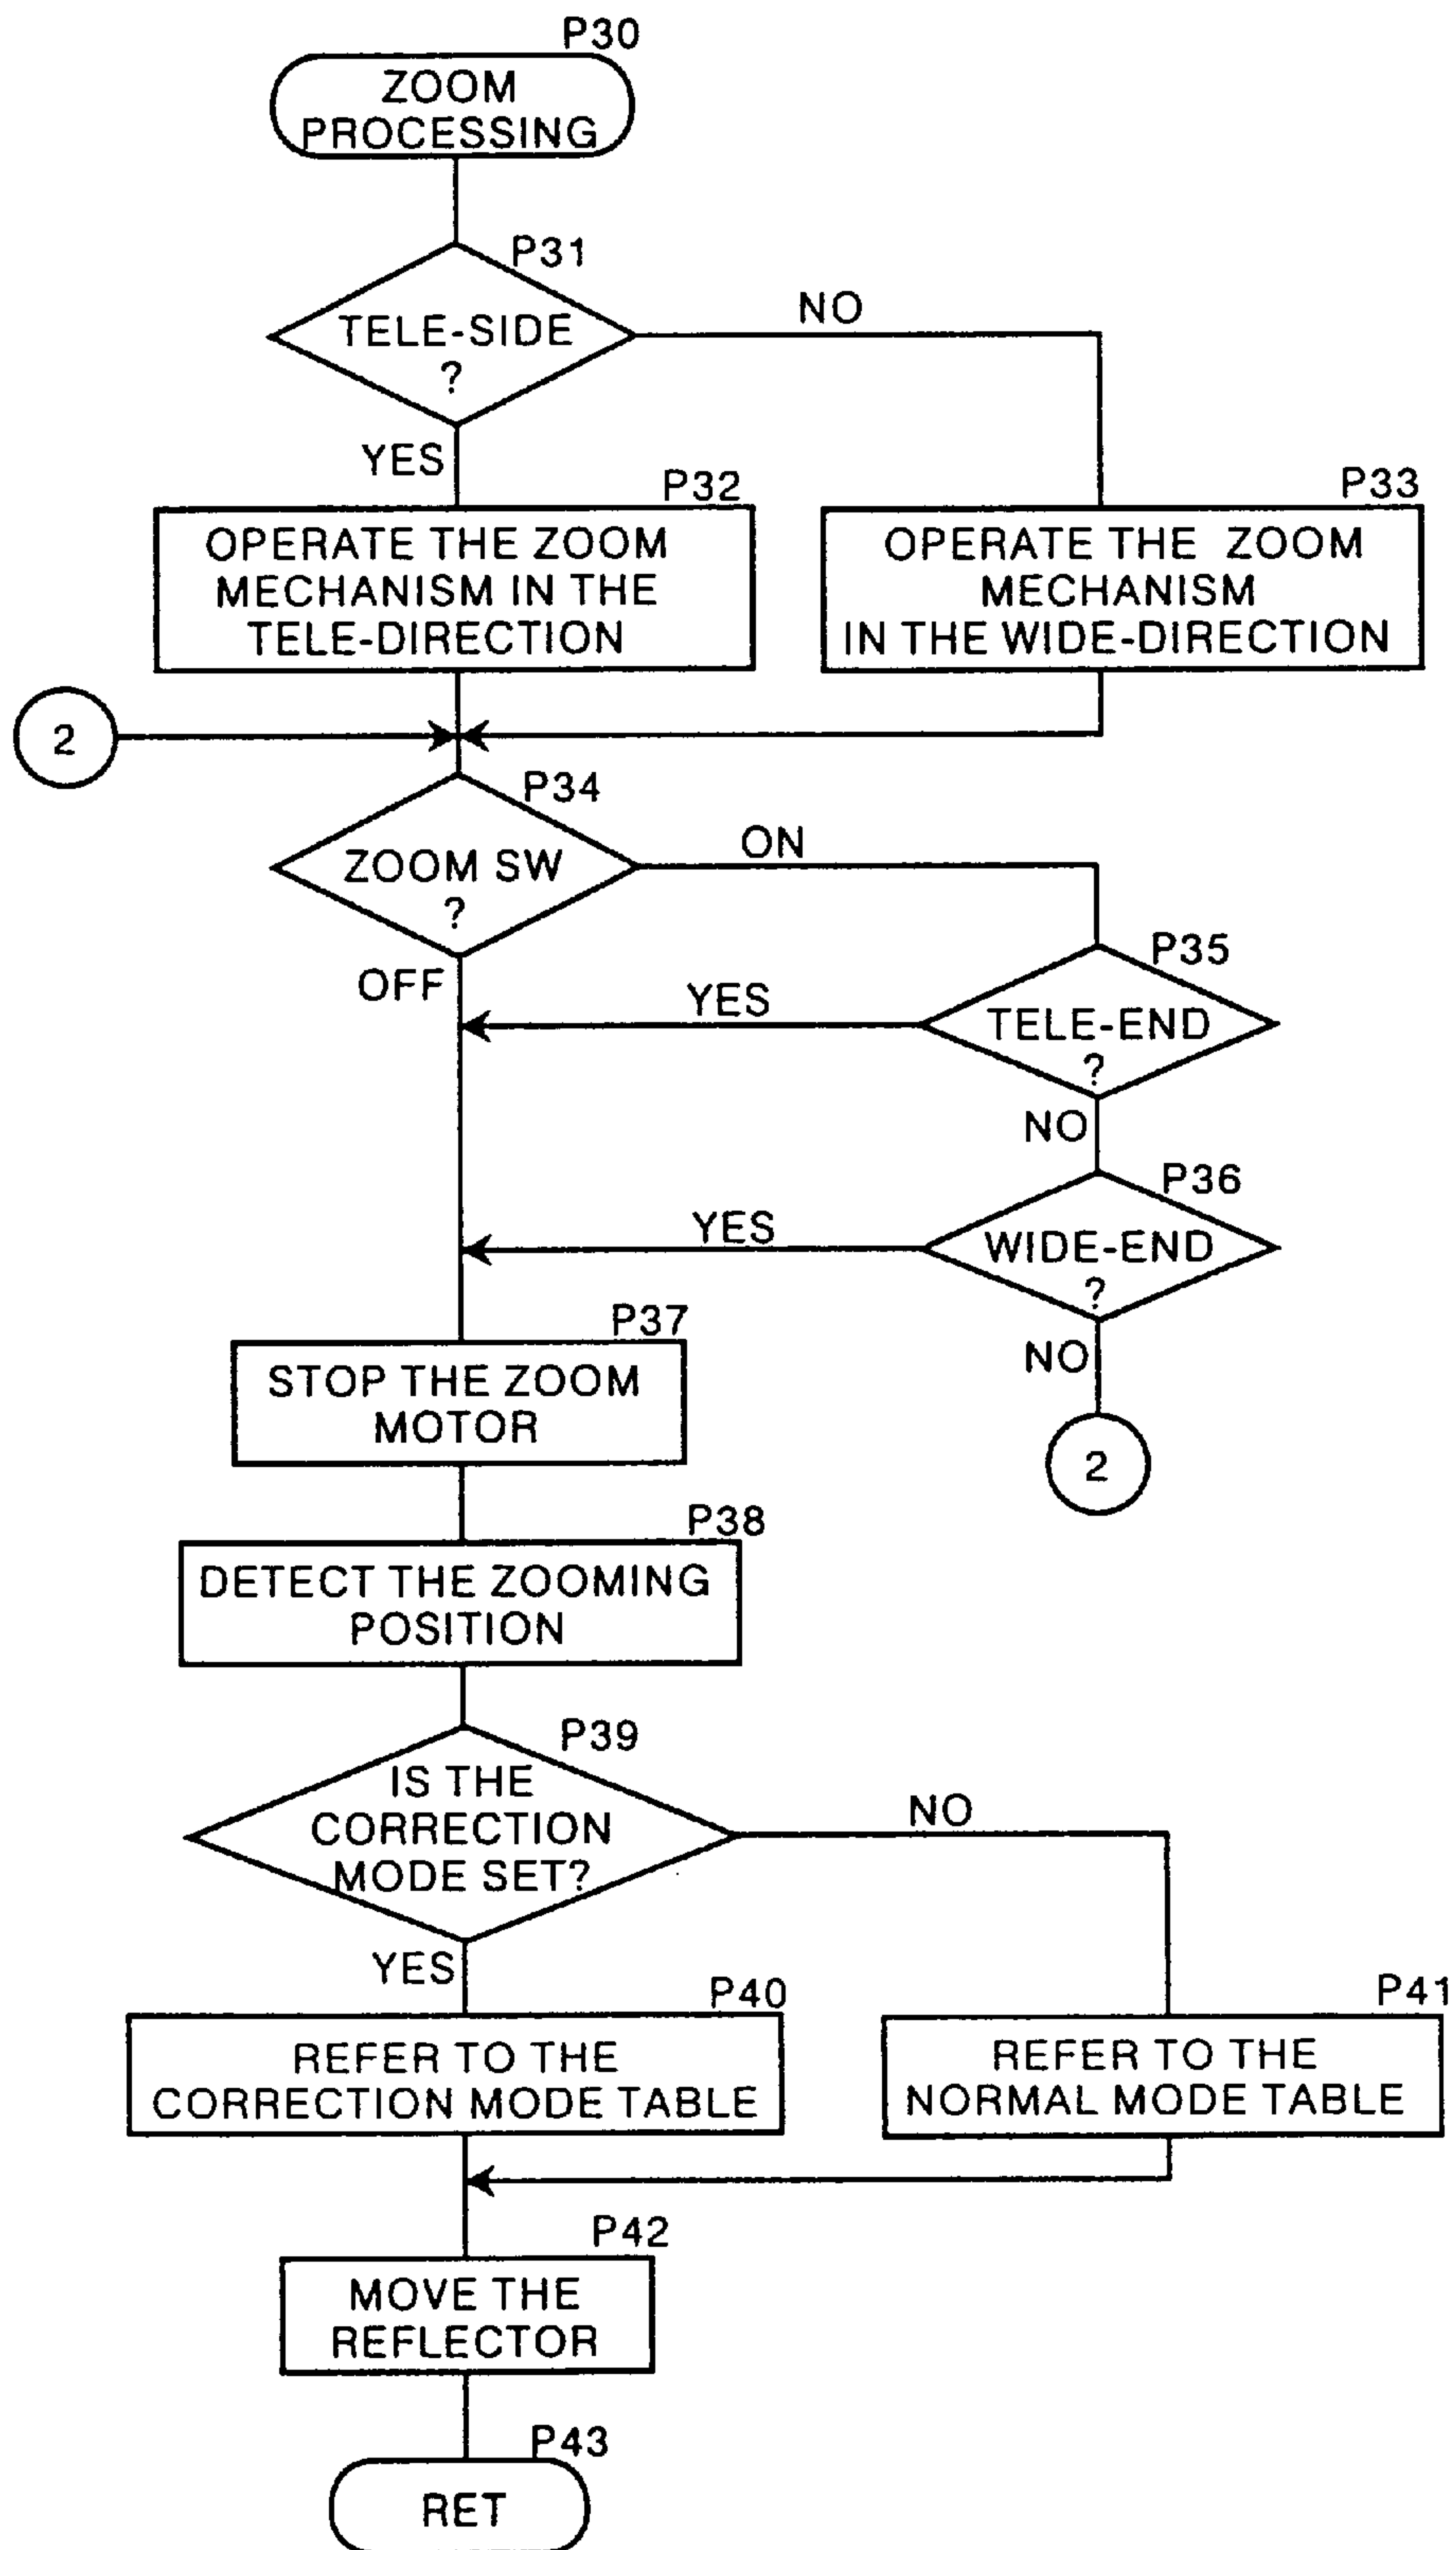 P30
ZOOM
PROCESSING
P31
TELE-SIDE
?
NO
YES
P32
OPERATE THE ZOOM
MECHANISM IN THE
TELE-DIRECTION
P33
OPERATE THE ZOOM
MECHANISM
IN THE WIDE-DIRECTION
2
P34
ZOOM SW
?
ON
OFF
P35
TELE-END
?
YES
NO
P36
WIDE-END
?
YES
NO
2
P37
STOP THE ZOOM
MOTOR
P38
DETECT THE ZOOMING
POSITION
P39
IS THE
CORRECTION
MODE SET?
NO
YES
P40
REFER TO THE
CORRECTION MODE TABLE
P41
REFER TO THE
NORMAL MODE TABLE
P42
MOVE THE
REFLECTOR
P43
RET